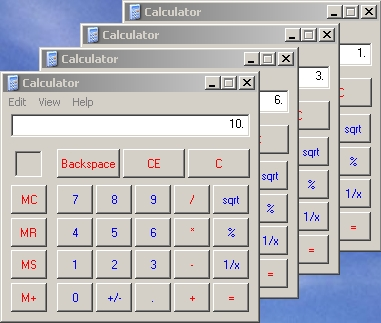 Calculator
1.
Calculator
3.
Calculator
6.
Calculator
Edit View Help
10.
Backspace CE C
MC 7 8 9 / sqrt
MR 4 5 6 * %
MS 1 2 3 - 1/x
M+ 0 +/- . + =
C
sqrt
%
1/x
=
C
sqrt
%
1/x
=
sqrt
%
1/x
=